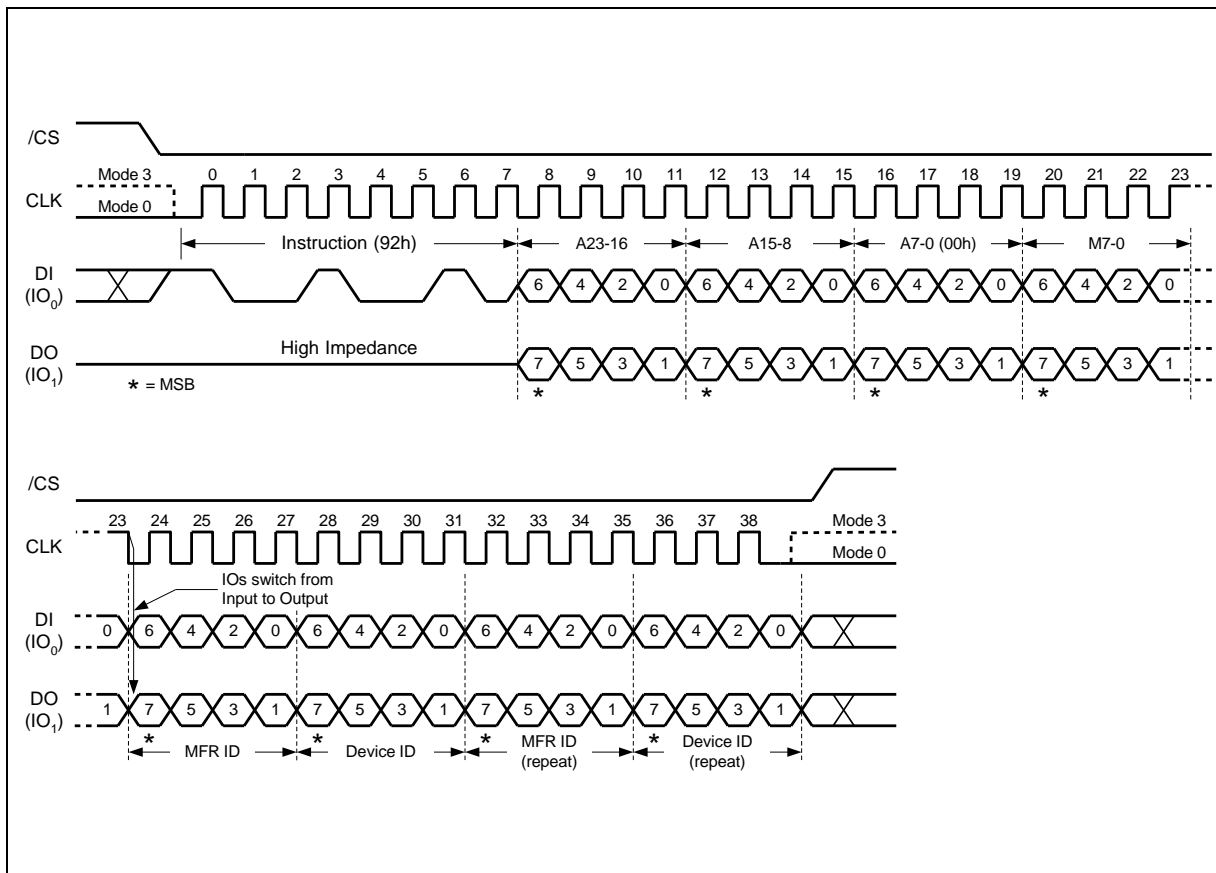 /CS
Mode 3 0 1 2 3 4 5 6 7 8 9 10 11 12 13 14 15 16 17 18 19 20 21 22 23
CLK
Mode 0
Instruction (92h) A23-16 A15-8 A7-0 (00h) M7-0
DI
(IO0)
6 4 2 0 6 4 2 0 6 4 2 0 6 4 2 0
High Impedance
DO
(IO1)
7 5 3 1 7 5 3 1 7 5 3 1 7 5 3 1
* = MSB
* * * *
/CS
23 24 25 26 27 28 29 30 31 32 33 34 35 36 37 38 Mode 3
CLK
Mode 0
IOs switch from
Input to Output
DI
(IO0)
0 6 4 2 0 6 4 2 0 6 4 2 0 6 4 2 0
DO
(IO1)
1 7 5 3 1 7 5 3 1 7 5 3 1 7 5 3 1
* * * *
MFR ID Device ID MFR ID
(repeat)
Device ID
(repeat)